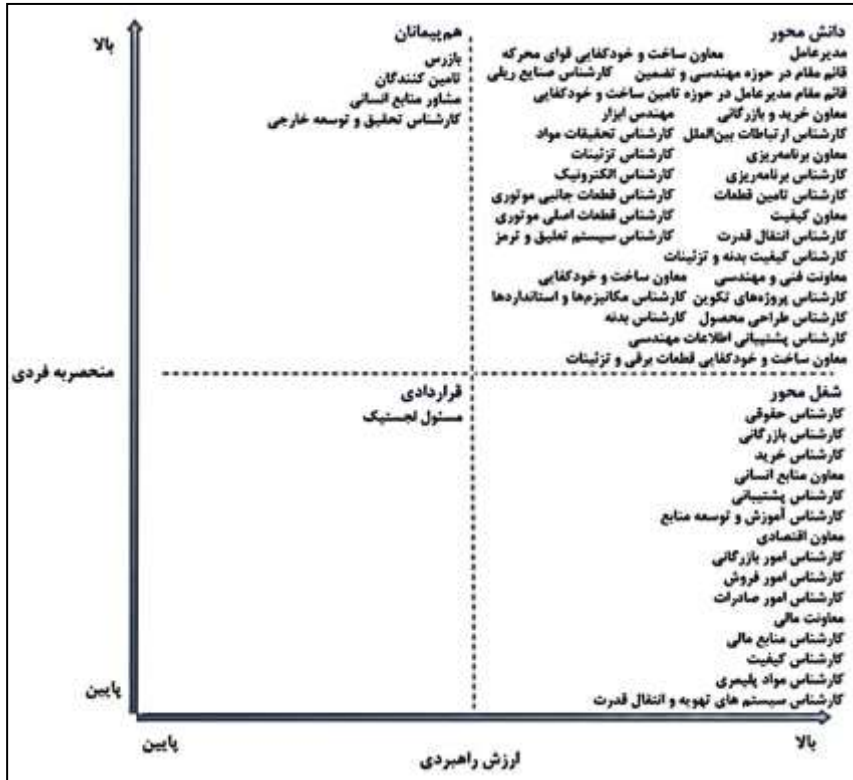 بالا
دانش محور
مدیرعامل معاون ساخت و خودکفایی قوای محرکه
قائم مقام در حوزه مهندسی و تضمین کارشناس صنایع ریلی
قائم مقام مدیرعامل در حوزه تامین ساخت و خودکفایی
معاون خرید و بازرگانی مهندس ابزار
کارشناس ارتباطات بین‌الملل کارشناس تحقیقات مواد
معاون برنامه‌ریزی کارشناس تزئینات
کارشناس برنامه‌ریزی کارشناس الکترونیک
کارشناس تامین قطعات کارشناس قطعات جانبی موتوری
معاون کیفیت کارشناس قطعات اصلی موتوری
کارشناس انتقال قدرت کارشناس سیستم تعلیق و ترمز
کارشناس کیفیت بدنه و تزئینات
معاونت فنی و مهندسی معاون ساخت و خودکفایی
کارشناس پروژه‌های تکوین کارشناس مکانیزم‌ها و استانداردها
کارشناس طراحی محصول کارشناس بدنه
کارشناس پشتیبانی اطلاعات مهندسی
معاون ساخت و خودکفایی قطعات برقی و تزئینات
هم‌پیمانان
بازرس
تامین کنندگان
مشاور منابع انسانی
کارشناس تحقیق و توسعه خارجی
منحصربه فردی
شغل محور
کارشناس حقوقی
کارشناس بازرگانی
کارشناس خرید
معاون منابع انسانی
کارشناس پشتیبانی
کارشناس آموزش و توسعه منابع
معاون اقتصادی
کارشناس امور بازرگانی
کارشناس امور فروش
کارشناس امور صادرات
معاونت مالی
کارشناس منابع مالی
کارشناس کیفیت
کارشناس مواد پلیمری
کارشناس سیستم های تهویه و انتقال قدرت
قراردادی
مسئول لجستیک
پایین
بالا
ارزش راهبردی
پایین